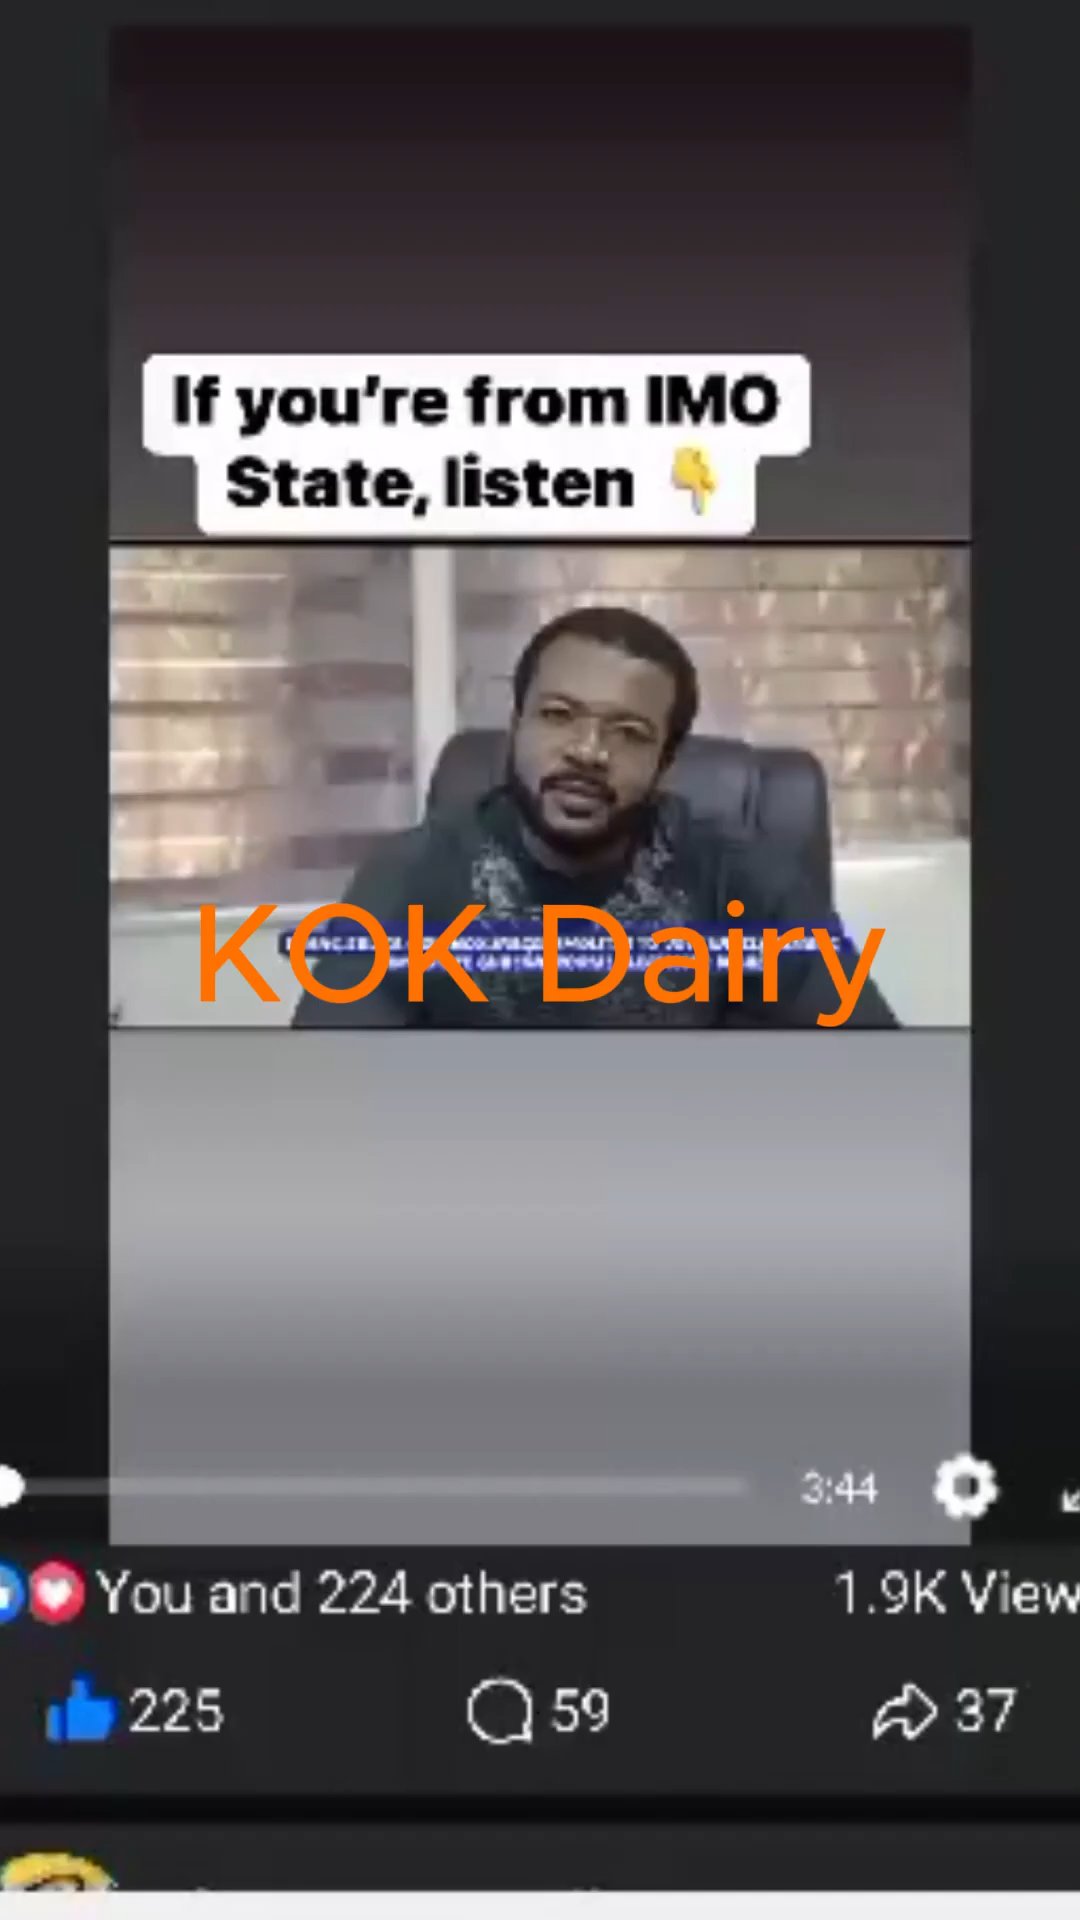 If you're from IMO
State, listen 👇
KOK Dairy
3:44
You and 224 others
1.9K View
225
59
37